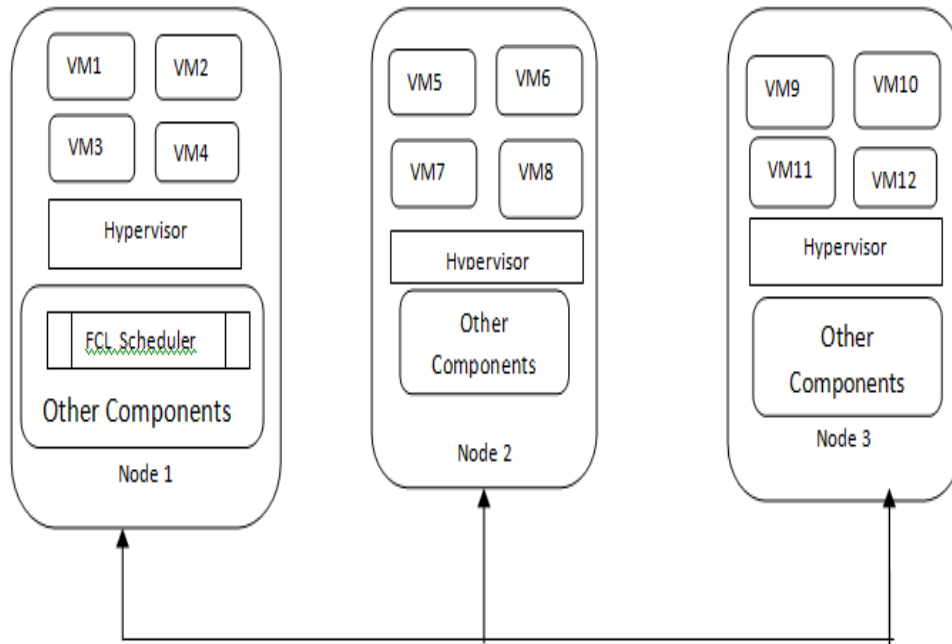 VM1
VM2
VM3
VM4
Hypervisor
FCL Scheduler
Other Components
Node 1
VM5
VM6
VM7
VM8
Hypervisor
Other
Components
Node 2
VM9
VM10
VM11
VM12
Hypervisor
Other
Components
Node 3